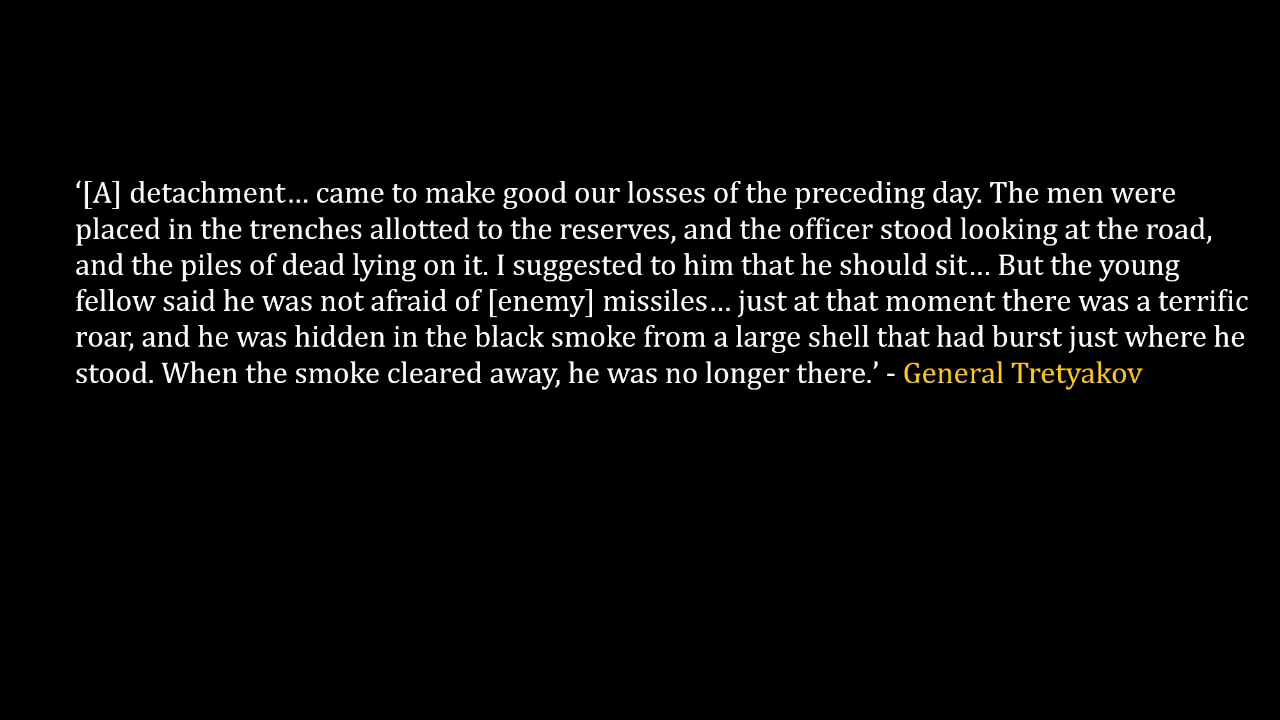 ‘[A] detachment… came to make good our losses of the preceding day. The men were
placed in the trenches allotted to the reserves, and the officer stood looking at the road,
and the piles of dead lying on it. I suggested to him that he should sit… But the young
fellow said he was not afraid of [enemy] missiles… just at that moment there was a terrific
roar, and he was hidden in the black smoke from a large shell that had burst just where he
stood. When the smoke cleared away, he was no longer there.’ - General Tretyakov